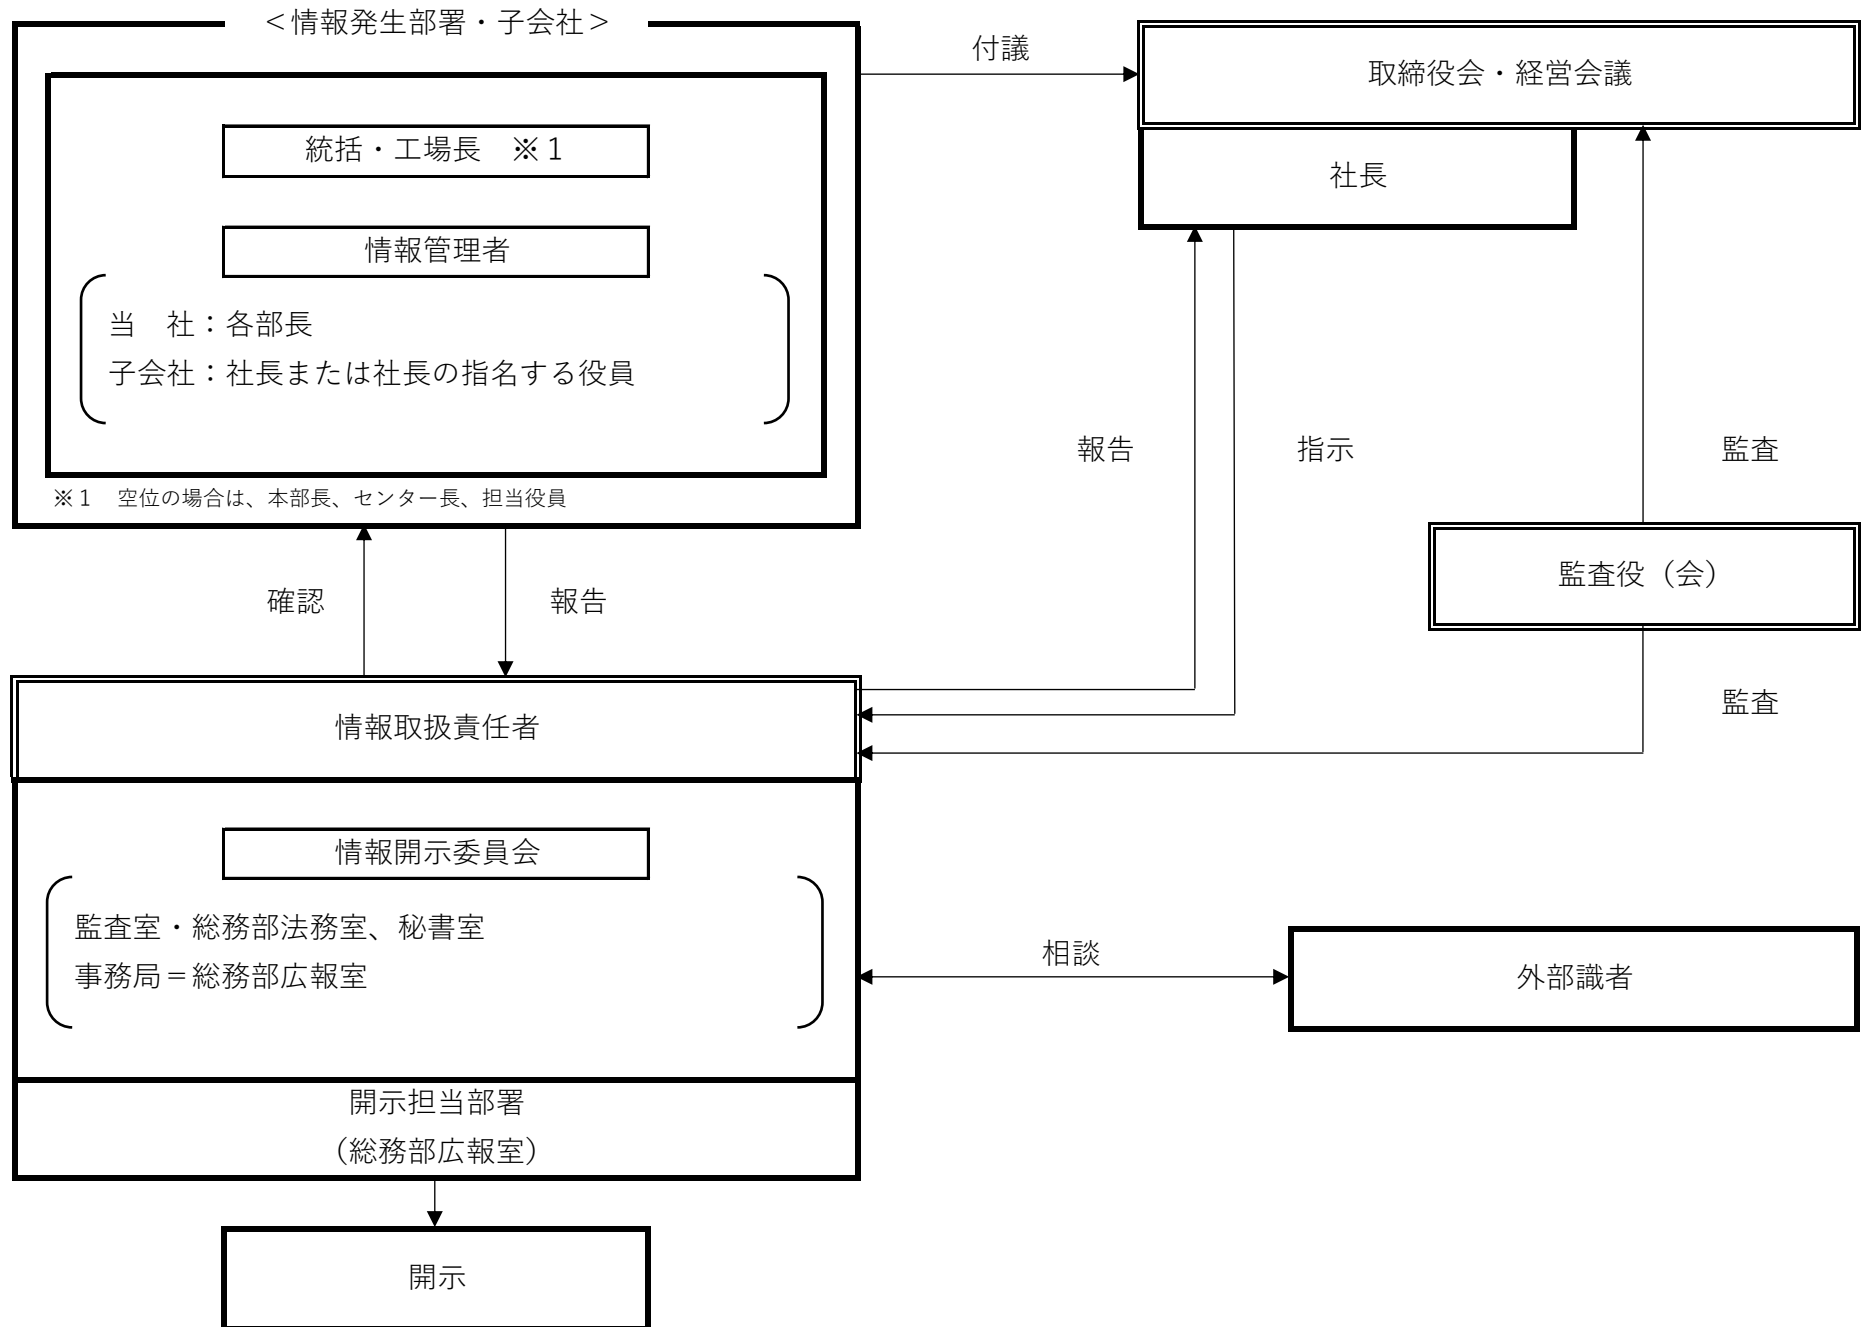 ＜情報発生部署・子会社＞
付議
取締役会・経営会議
統括・工場長　※１
社長
情報管理者
当　社：各部長
子会社：社長または社長の指名する役員
報告
指示
監査
※１　空位の場合は、本部長、センター長、担当役員
監査役（会）
確認
報告
監査
情報取扱責任者
情報開示委員会
監査室・総務部法務室、秘書室
事務局＝総務部広報室
相談
外部識者
開示担当部署
（総務部広報室）
開示